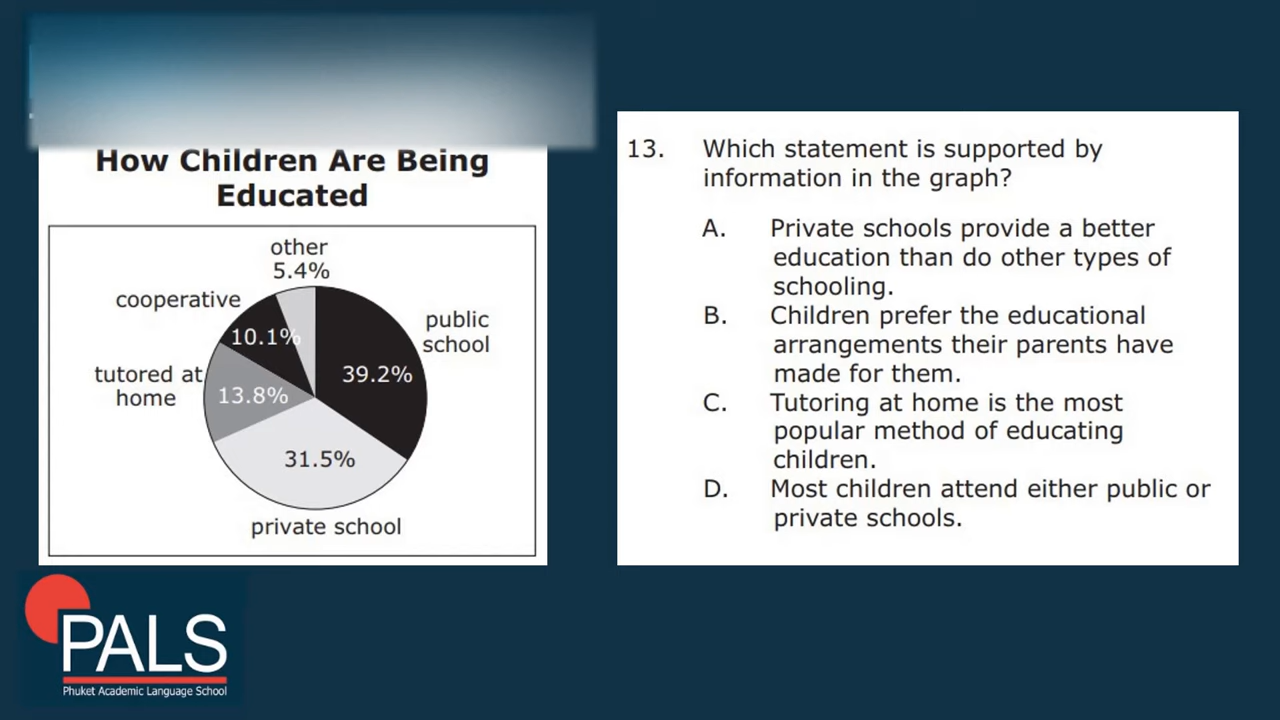 How Children Are Being
Educated
other
5.4%
cooperative
10.1%
public
school
39.2%
tutored at
home
13.8%
31.5%
private school
13. Which statement is supported by
information in the graph?
A. Private schools provide a better
education than do other types of
schooling.
B. Children prefer the educational
arrangements their parents have
made for them.
C. Tutoring at home is the most
popular method of educating
children.
D. Most children attend either public or
private schools.
PALS
Phuket Academic Language School